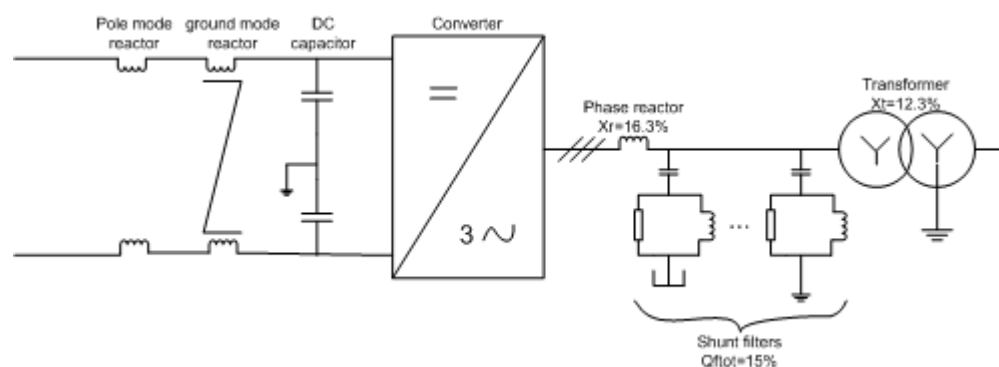 Pole mode
reactor
ground mode
reactor
DC
capacitor
Converter
3
Phase reactor
Xr=16.3%
Transformer
Xt=12.3%
...
Shunt filters
Qftot=15%